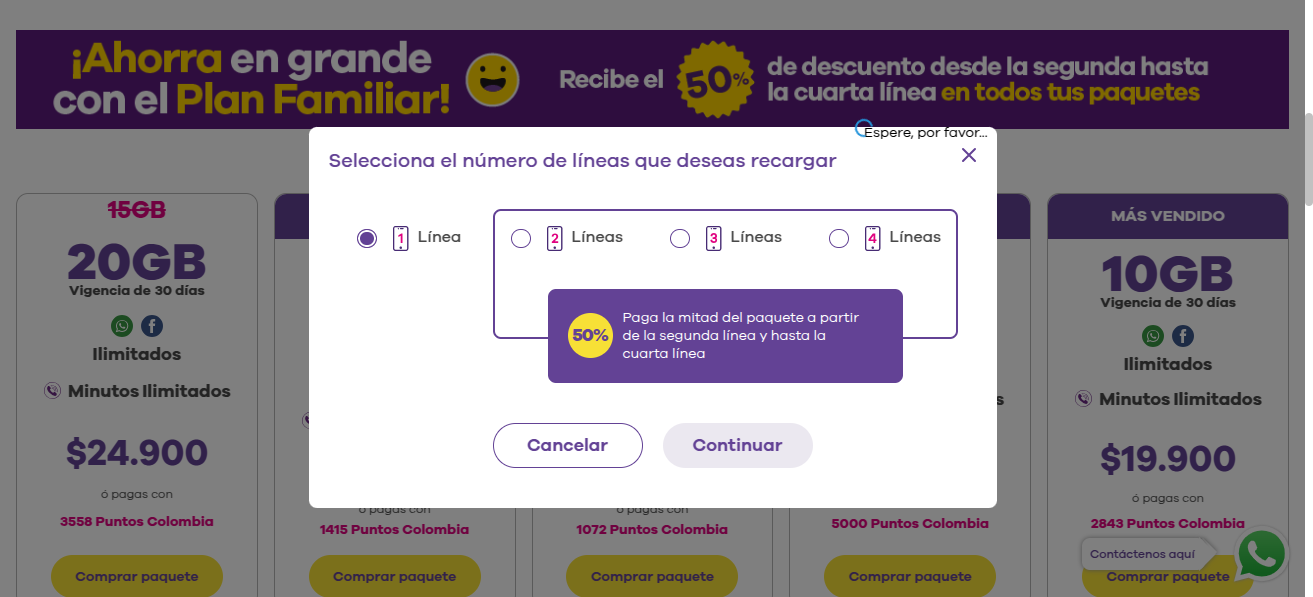 ¡Ahorra en grande
con el Plan Familiar!
Recibe el
50%
de descuento desde la segunda hasta
la cuarta línea en todos tus paquetes
Espere, por favor...
Selecciona el número de líneas que deseas recargar
1 Línea
2 Líneas
3 Líneas
4 Líneas
50%
Paga la mitad del paquete a partir
de la segunda línea y hasta la
cuarta línea
Cancelar
Continuar
15GB
20GB
Vigencia de 30 días
Ilimitados
Minutos Ilimitados
$24.900
ó pagas con
3558 Puntos Colombia
Comprar paquete
ó pagas con
1415 Puntos Colombia
Comprar paquete
ó pagas con
1072 Puntos Colombia
Comprar paquete
s
5000 Puntos Colombia
Comprar paquete
MÁS VENDIDO
10GB
Vigencia de 30 días
Ilimitados
Minutos Ilimitados
$19.900
ó pagas con
2843 Puntos Colombia
Comprar paquete
Contáctenos aquí